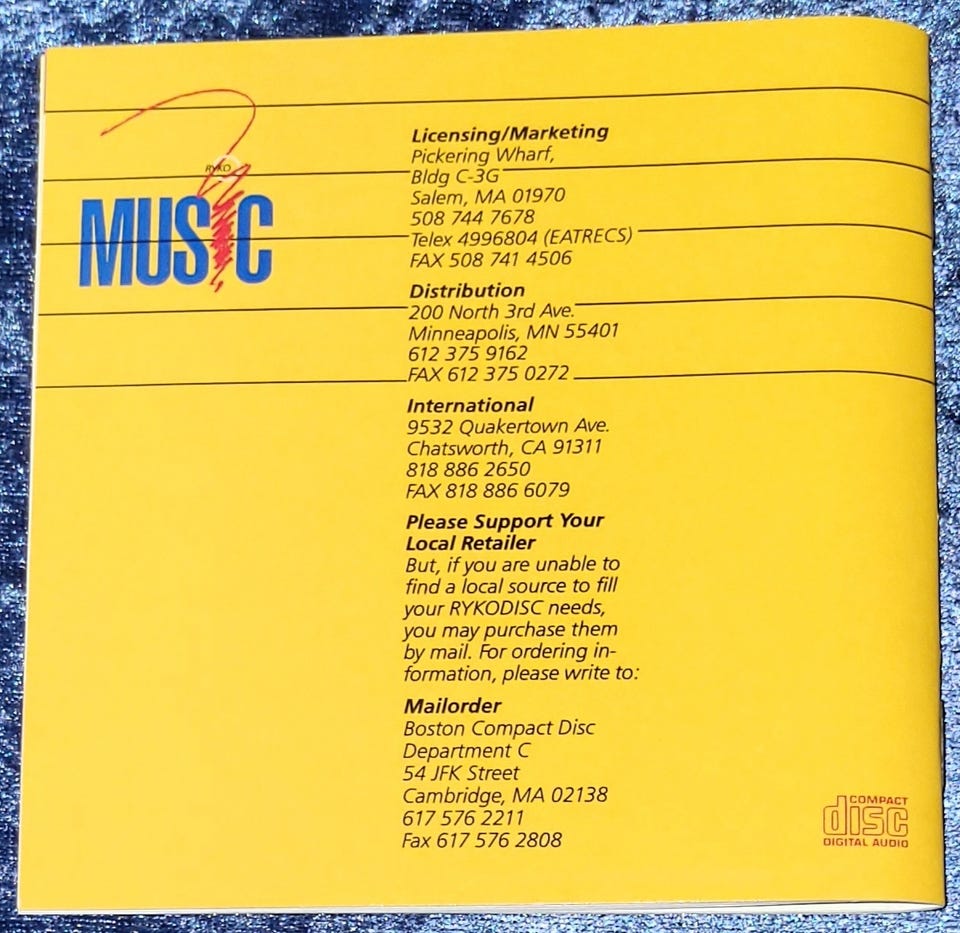 RYKO
MUSIC
Licensing/Marketing
Pickering Wharf,
Bldg C-3G
Salem, MA 01970
508 744 7678
Telex 4996804 (EATRECS)
FAX 508 741 4506
Distribution
200 North 3rd Ave.
Minneapolis, MN 55401
612 375 9162
FAX 612 375 0272
International
9532 Quakertown Ave.
Chatsworth, CA 91311
818 886 2650
FAX 818 886 6079
Please Support Your
Local Retailer
But, if you are unable to
find a local source to fill
your RYKODISC needs,
you may purchase them
by mail. For ordering in-
formation, please write to:
Mailorder
Boston Compact Disc
Department C
54 JFK Street
Cambridge, MA 02138
617 576 2211
Fax 617 576 2808
COMPACT
disc
DIGITAL AUDIO